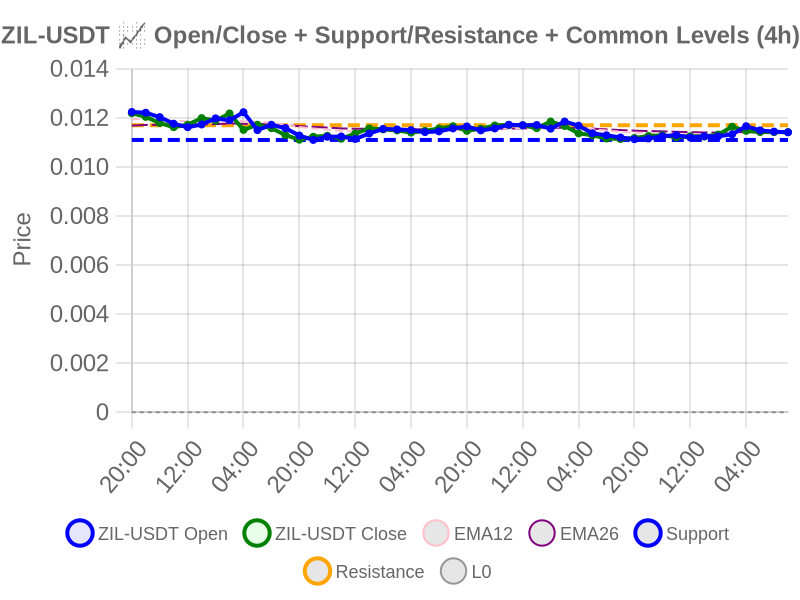 ZIL-USDT 📈 Open/Close + Support/Resistance + Common Levels (4h)
0.014
0.012
0.010
0.008
0.006
0.004
0.002
0
Price
20:00 12:00 04:00 20:00 12:00 04:00 20:00 12:00 04:00 20:00 12:00 04:00
ZIL-USDT Open ZIL-USDT Close EMA12 EMA26 Support
Resistance L0